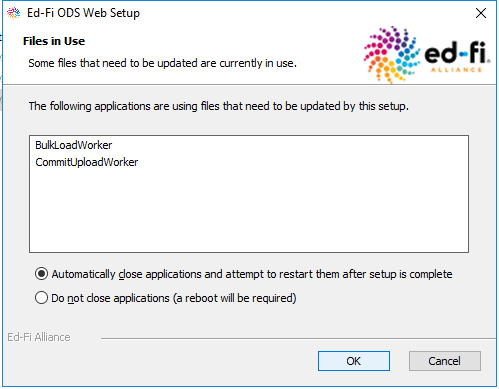 Ed-Fi ODS Web Setup
Files in Use
Some files that need to be updated are currently in use.
ed-fi.
ALLIANCE
The following applications are using files that need to be updated by this setup.
BulkLoadWorker
CommitUploadWorker
Automatically close applications and attempt to restart them after setup is complete
Do not close applications (a reboot will be required)
Ed-Fi Alliance
OK
Cancel